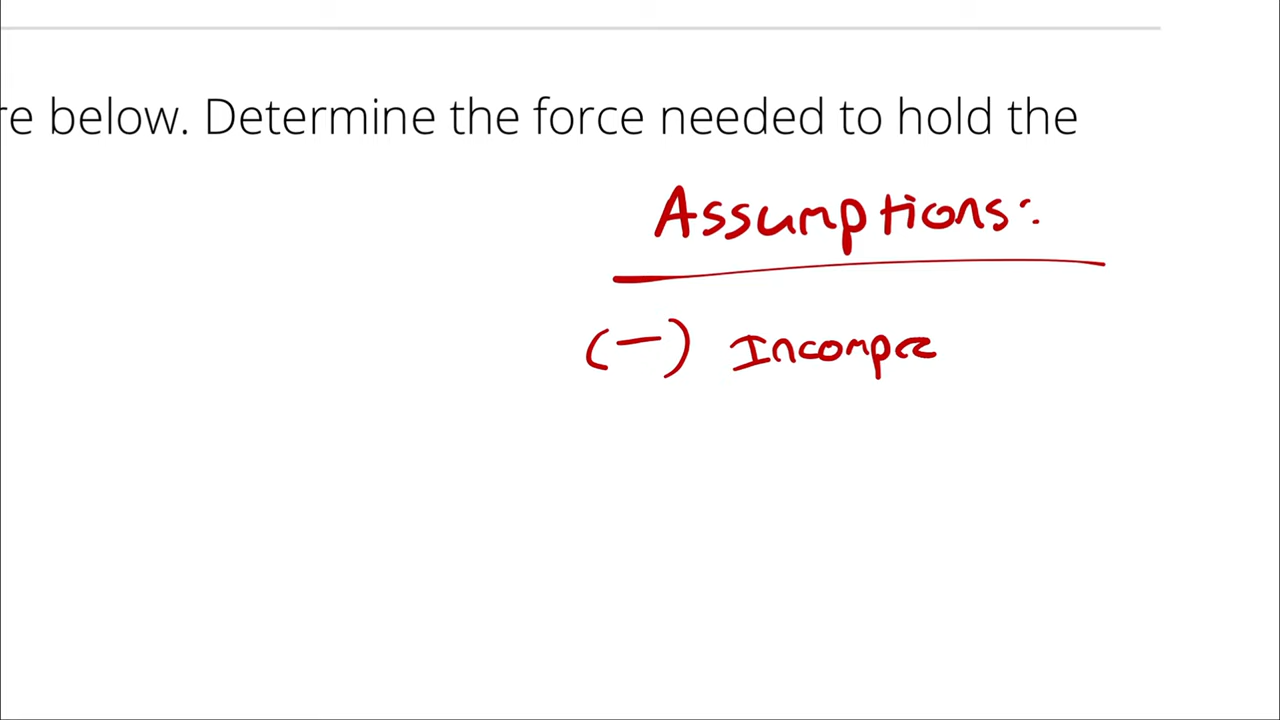 re below. Determine the force needed to hold the
Assumptions:
(-) Incompre